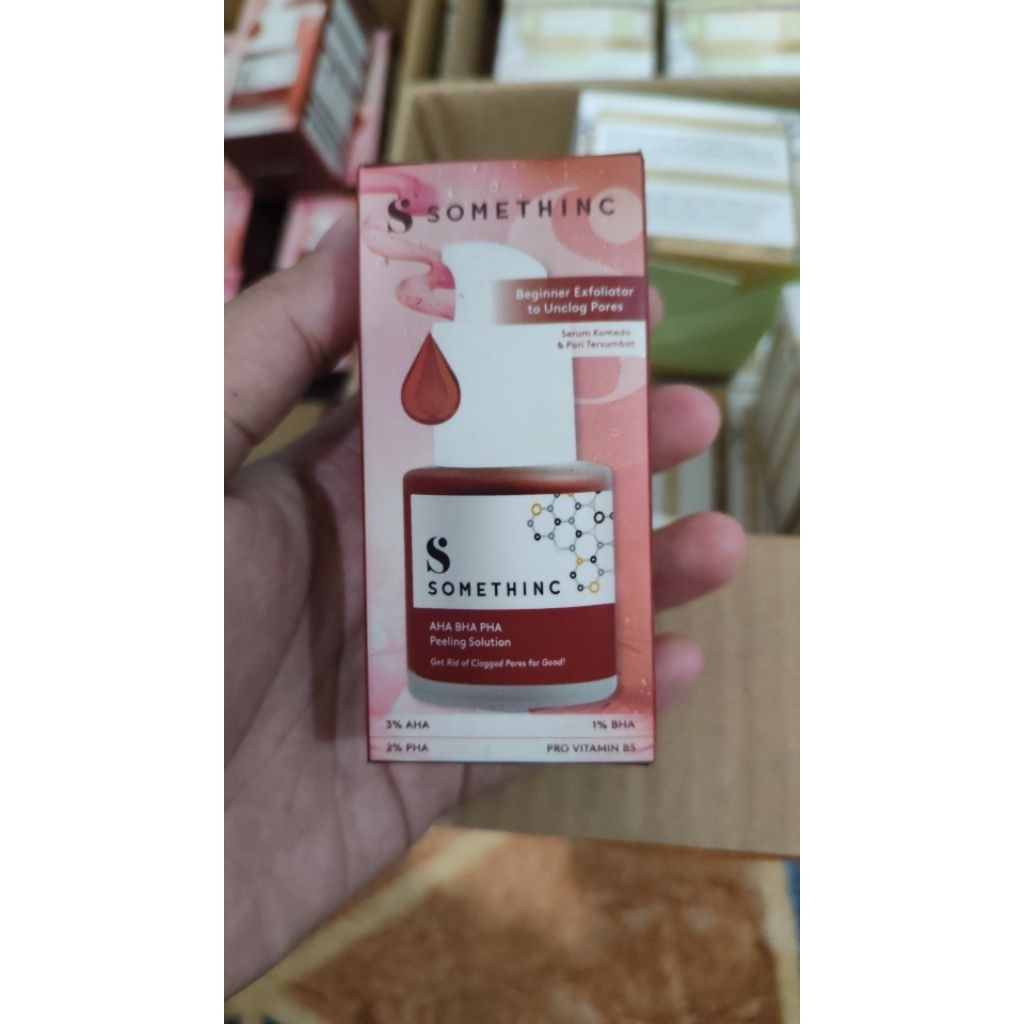 S SOMETHINC
Beginner Exfoliator
to Unclog Pores
Serum Komedo
& Pori Tersumbat
S
SOMETHINC
AHA BHA PHA
Peeling Solution
Get Rid of Clogged Pores for Good!
3% AHA 1% BHA
2% PHA PRO VITAMIN B5